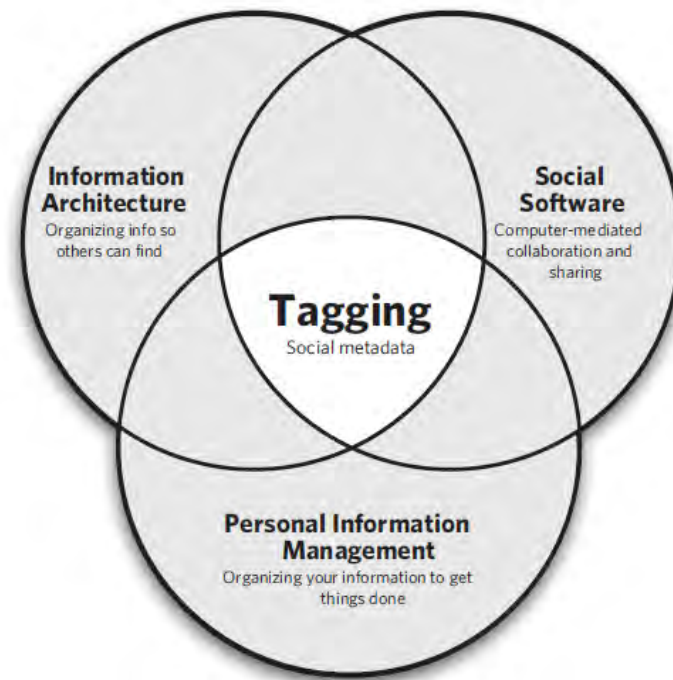 Information
Architecture
Organizing info so
others can find
Social
Software
Computer-mediated
collaboration and
sharing
Tagging
Social metadata
Personal Information
Management
Organizing your information to get
things done